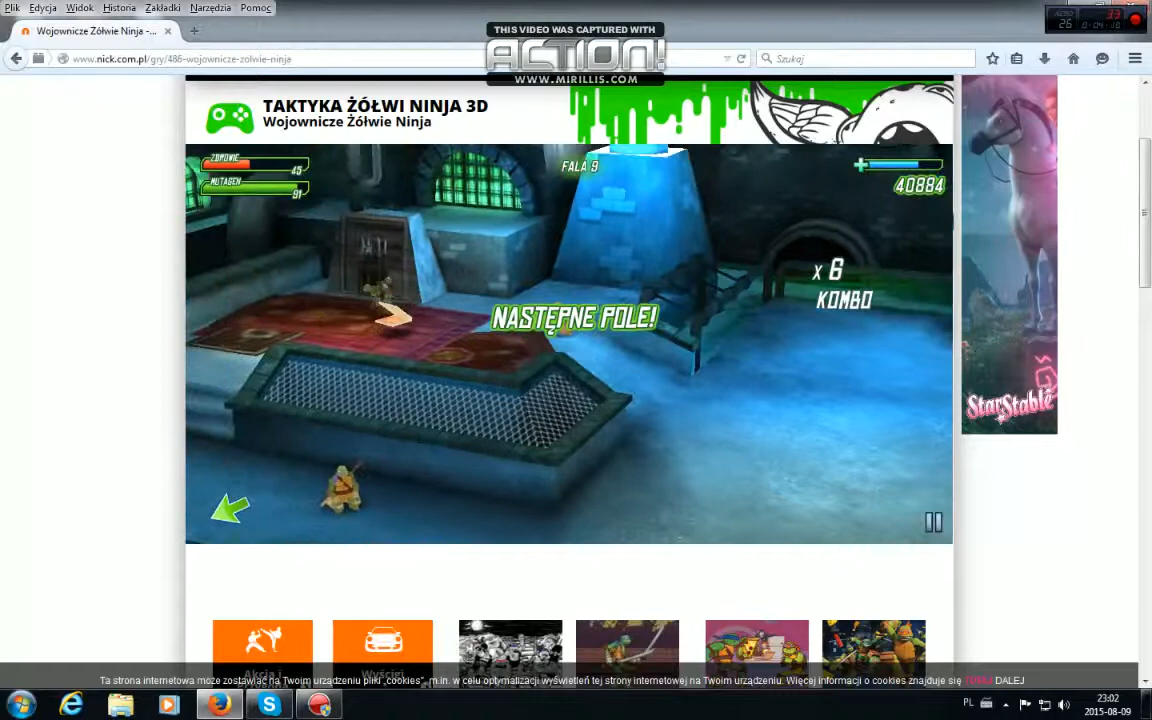 Plik Edycja Widok Historia Zakładki Narzędzia Pomoc
Wojownicze Żółwie Ninja -...
www.nick.com.pl/gry/486-wojownicze-zolwie-ninja
Szukaj
THIS VIDEO WAS CAPTURED WITH
ACTION!
WWW.MIRILLIS.COM
TAKTYKA ŻÓŁWI NINJA 3D
Wojownicze Żółwie Ninja
ZDROWIE
45
MUTAGEN
91
FALA 9
40884
x 6
KOMBO
NASTĘPNE POLE!
StarStable
Wyścigi
Ta strona internetowa może zostawiać na Twoim urządzeniu pliki „cookies”, m.in. w celu optymalizacji wyświetleń tej strony internetowej na Twoim urządzeniu. Więcej informacji o cookies znajduje się TUTAJ DALEJ
PL
23:02
2015-08-09